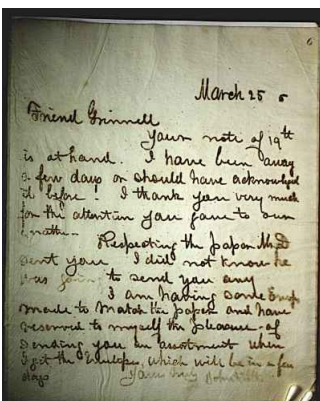 6
March 25 6
Friend Grinnell
Your note of 19th
is at hand. I have been away
a few days or should have acknowledged
it before! I thank you very much
for the attention you gave to our
matter.
Respecting the paper
sent you I did not know he
was going to send you any
I am having some
made to match the paper and have
reserved to myself the pleasure of
sending you an assortment when
I get the Envelopes, which will be in a few
days
Yours truly